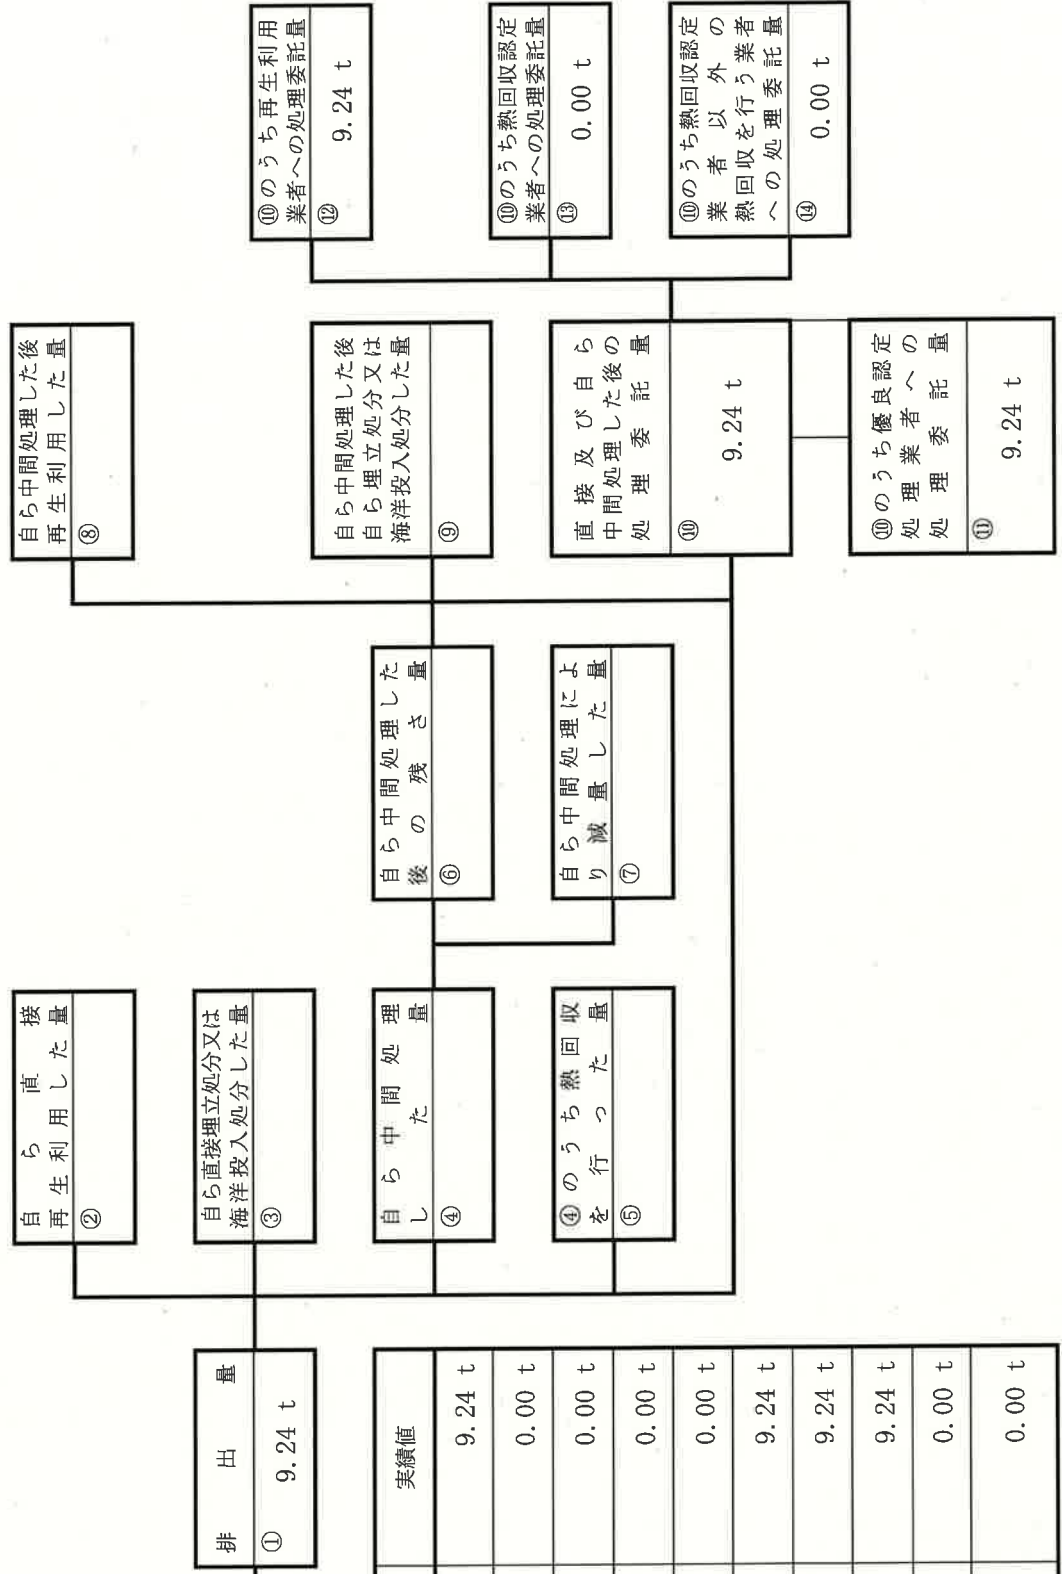 排出量
① 9.24 t
自ら直接
再生利用した量
②
自ら直接埋立処分又は
海洋投入処分した量
③
自ら中間処理
した量
④
④のうち熱回収
を行った量
⑤
自ら中間処理した
後の残さ量
⑥
自ら中間処理によ
り減量した量
⑦
自ら中間処理した後
再生利用した量
⑧
自ら中間処理した後
自ら埋立処分又は
海洋投入処分した量
⑨
直接及び自ら
中間処理した後の
処理委託量
⑩
9.24 t
⑩のうち優良認定
処理業者への
処理委託量
⑪
9.24 t
⑩のうち再生利用
業者への処理委託量
⑫ 9.24 t
⑩のうち熱回収認定
業者への処理委託量
⑬ 0.00 t
⑩のうち熱回収認定
業者以外の
熱回収を行う業者
への処理委託量
⑭ 0.00 t
実績値
9.24 t
0.00 t
0.00 t
0.00 t
0.00 t
9.24 t
9.24 t
9.24 t
0.00 t
0.00 t